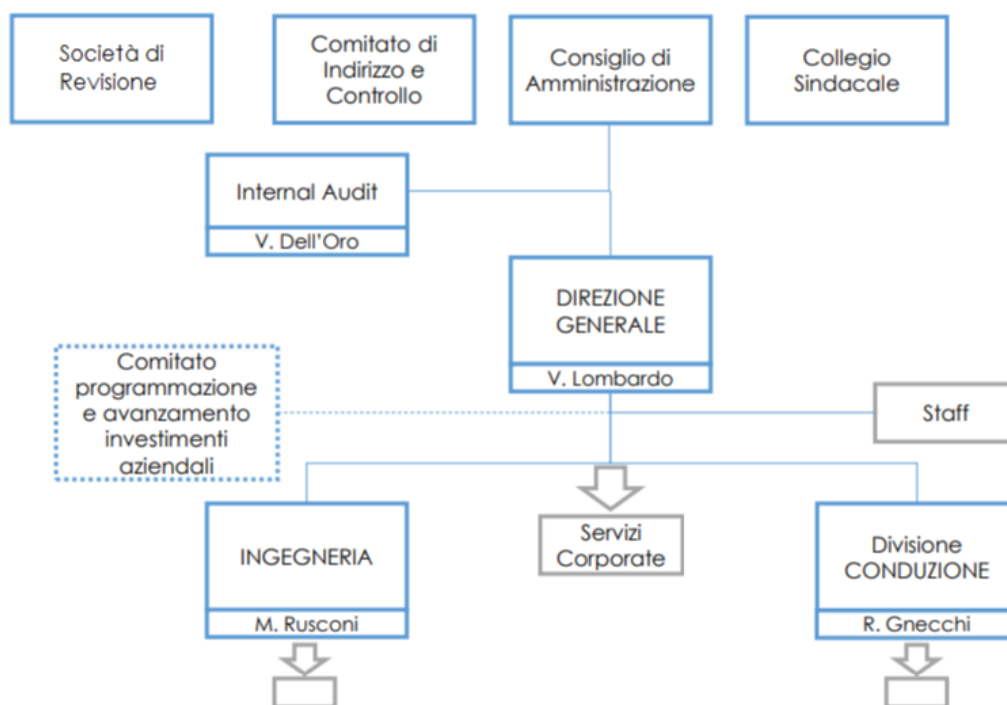 Società di
Revisione
Comitato di
Indirizzo e
Controllo
Consiglio di
Amministrazione
Collegio
Sindacale
Internal Audit
V. Dell'Oro
DIREZIONE
GENERALE
V. Lombardo
Comitato
programmazione
e avanzamento
investimenti
aziendali
Staff
INGEGNERIA
M. Rusconi
Servizi
Corporate
Divisione
CONDUZIONE
R. Gnecchi